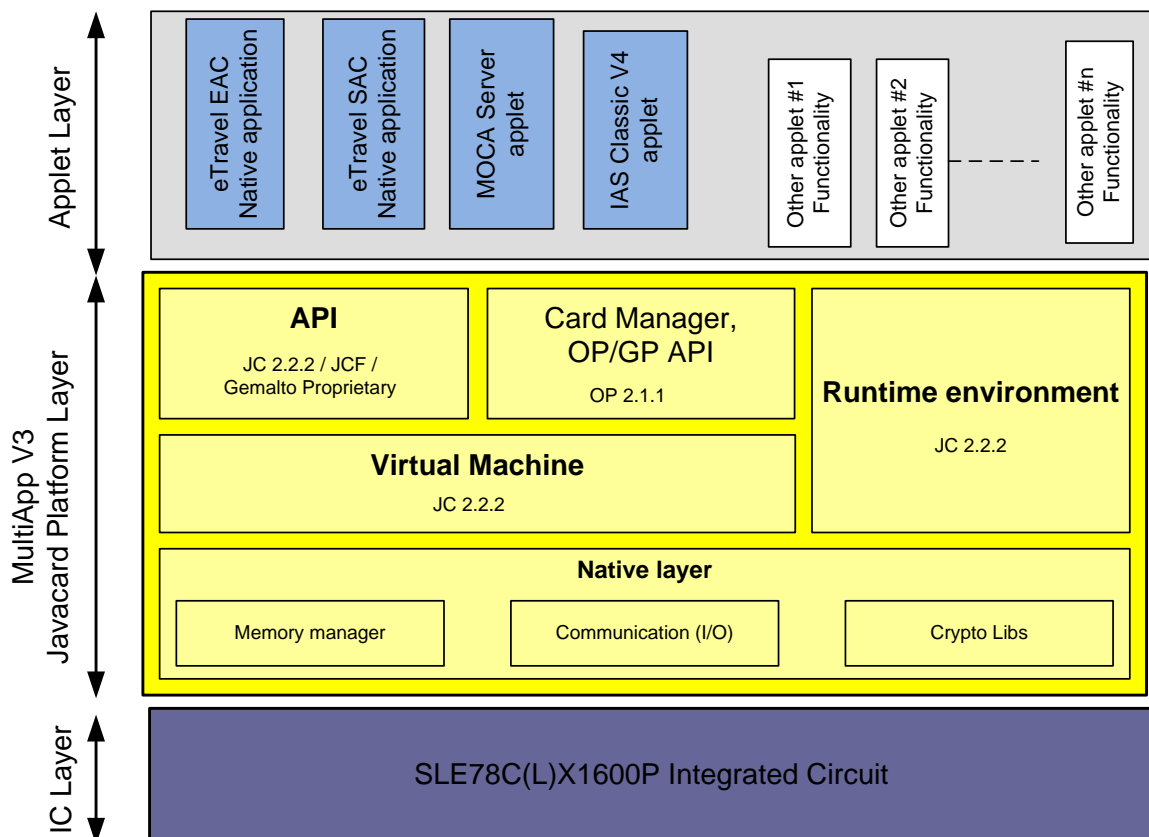 Applet Layer
eTravel EAC
Native application
eTravel SAC
Native application
MOCA Server
applet
IAS Classic V4
applet
Other applet #1
Functionality
Other applet #2
Functionality
Other applet #n
Functionality
MultiApp V3
Javacard Platform Layer
API
JC 2.2.2 / JCF /
Gemalto Proprietary
Card Manager,
OP/GP API
OP 2.1.1
Runtime environment
JC 2.2.2
Virtual Machine
JC 2.2.2
Native layer
Memory manager
Communication (I/O)
Crypto Libs
IC Layer
SLE78C(L)X1600P Integrated Circuit